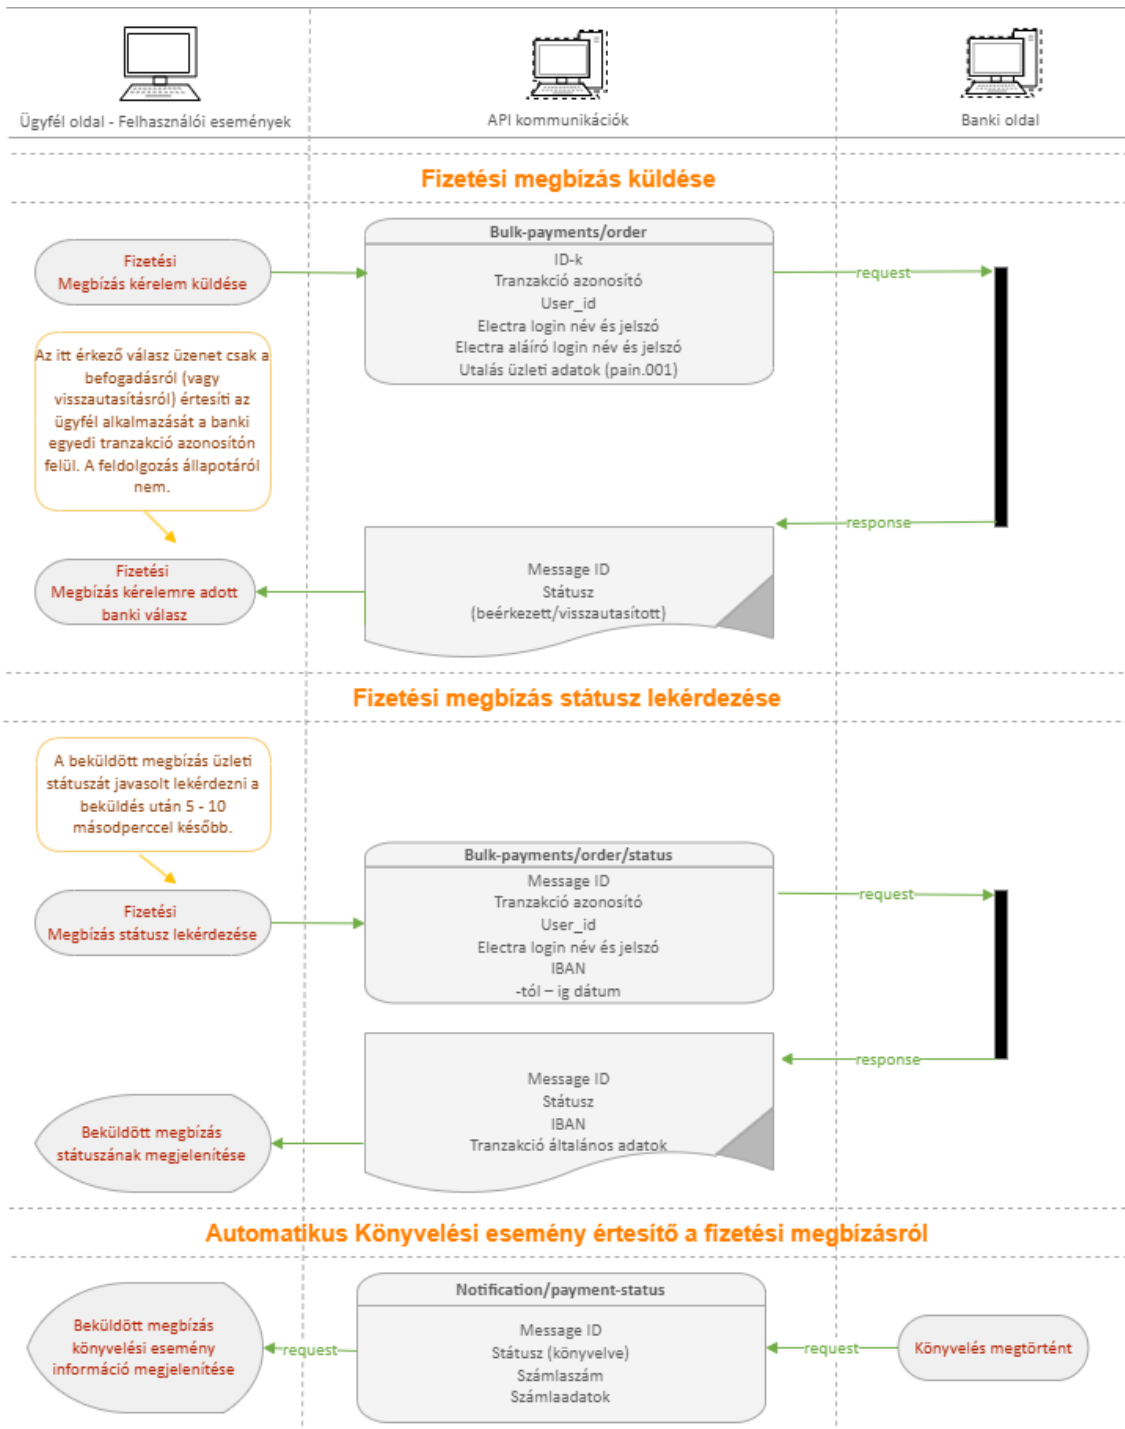 Ügyfél oldal - Felhasználói események
API kommunikációk
Banki oldal
Fizetési megbízás küldése
Fizetési
Megbízás kérelem küldése
Bulk-payments/order
ID-k
Tranzakció azonosító
User_id
Electra login név és jelszó
Electra aláíró login név és jelszó
Utalás üzleti adatok (pain.001)
request
Az itt érkező válasz üzenet csak a
befogadásról (vagy
visszautasításról) értesíti az
ügyfél alkalmazását a banki
egyedi tranzakció azonosítón
felül. A feldolgozás állapotáról
nem.
response
Message ID
Státusz
(beérkezett/visszautasított)
Fizetési
Megbízás kérelemre adott
banki válasz
Fizetési megbízás státusz lekérdezése
A beküldött megbízás üzleti
státuszát javasolt lekérdezni a
beküldés után 5 - 10
másodperccel később.
Fizetési
Megbízás státusz lekérdezése
Bulk-payments/order/status
Message ID
Tranzakció azonosító
User_id
Electra login név és jelszó
IBAN
-tól – ig dátum
request
response
Message ID
Státusz
IBAN
Tranzakció általános adatok
Beküldött megbízás
státuszának megjelenítése
Automatikus Könyvelési esemény értesítő a fizetési megbízásról
Beküldött megbízás
könyvelési esemény
információ megjelenítése
request
Notification/payment-status
Message ID
Státusz (könyvelve)
Számlaszám
Számlaadatok
request
Könyvelés megtörtént